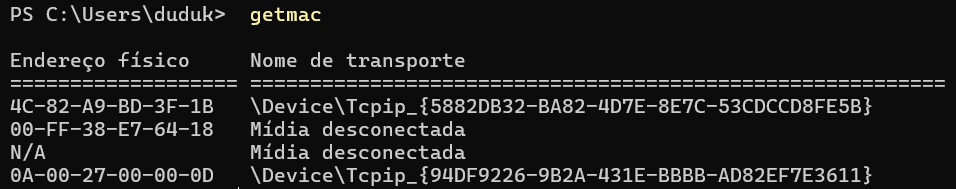 PS C:\Users\duduk> getmac
Endereço físico Nome de transporte
=================== ==========================================================
4C-82-A9-BD-3F-1B \Device\Tcpip_{5882DB32-BA82-4D7E-8E7C-53CDCCD8FE5B}
00-FF-38-E7-64-18 Mídia desconectada
N/A Mídia desconectada
0A-00-27-00-00-0D \Device\Tcpip_{94DF9226-9B2A-431E-BBBB-AD82EF7E3611}